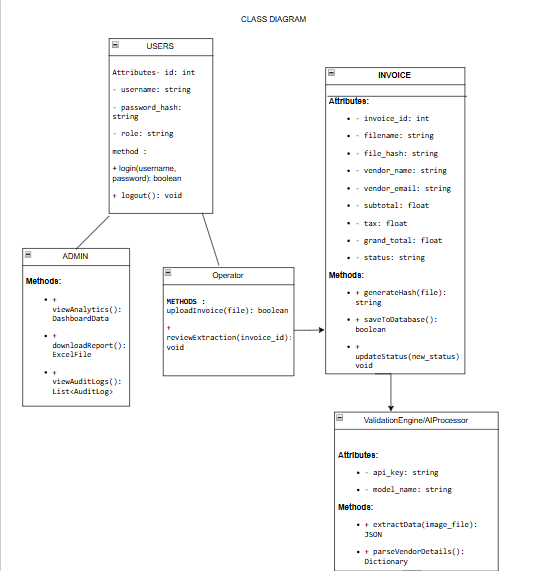 CLASS DIAGRAM
USERS
Attributes- id: int
- username: string
- password_hash:
string
- role: string
method :
+ login(username,
password): boolean
+ logout(): void
INVOICE
Attributes:
- invoice_id: int
- filename: string
- file_hash: string
- vendor_name: string
- vendor_email: string
- subtotal: float
- tax: float
- grand_total: float
- status: string
Methods:
+ generateHash(file):
string
+ saveToDatabase():
boolean
+
updateStatus(new_status)
void
ADMIN
Methods:
+
viewAnalytics():
DashboardData
+
downloadReport():
ExcelFile
+
viewAuditLogs():
List<AuditLog>
Operator
METHODS :
uploadInvoice(file): boolean
+
reviewExtraction(invoice_id):
void
ValidationEngine/AIProcessor
Attributes:
- api_key: string
- model_name: string
Methods:
+ extractData(image_file):
JSON
+ parseVendorDetails():
Dictionary